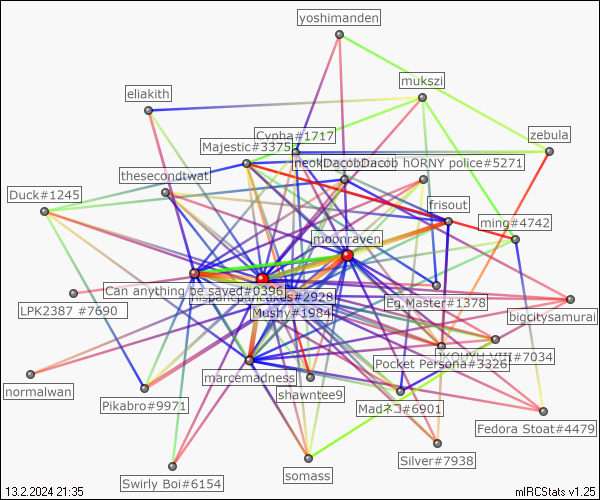 yoshimanden
mukszi
eliakith
Cypha#1717
zebula
Majestic#3375
DacobDacob
hORNY police#5271
thesecondtwat
Duck#1245
frisout
ming#4742
moonraven
Can anything be saved#0396
#2928
Eg.Master#1378
bigcitysamurai
LPK2387 #7690
Mushy#1984
VIII#7034
Pocket Persona#3326
normalwan
marcemadness
shawntee9
Pikabro#9971
Madネコ#6901
Fedora Stoat#4479
Silver#7938
somass
Swirly Boi#6154
13.2.2024 21:35
mIRCStats v1.25